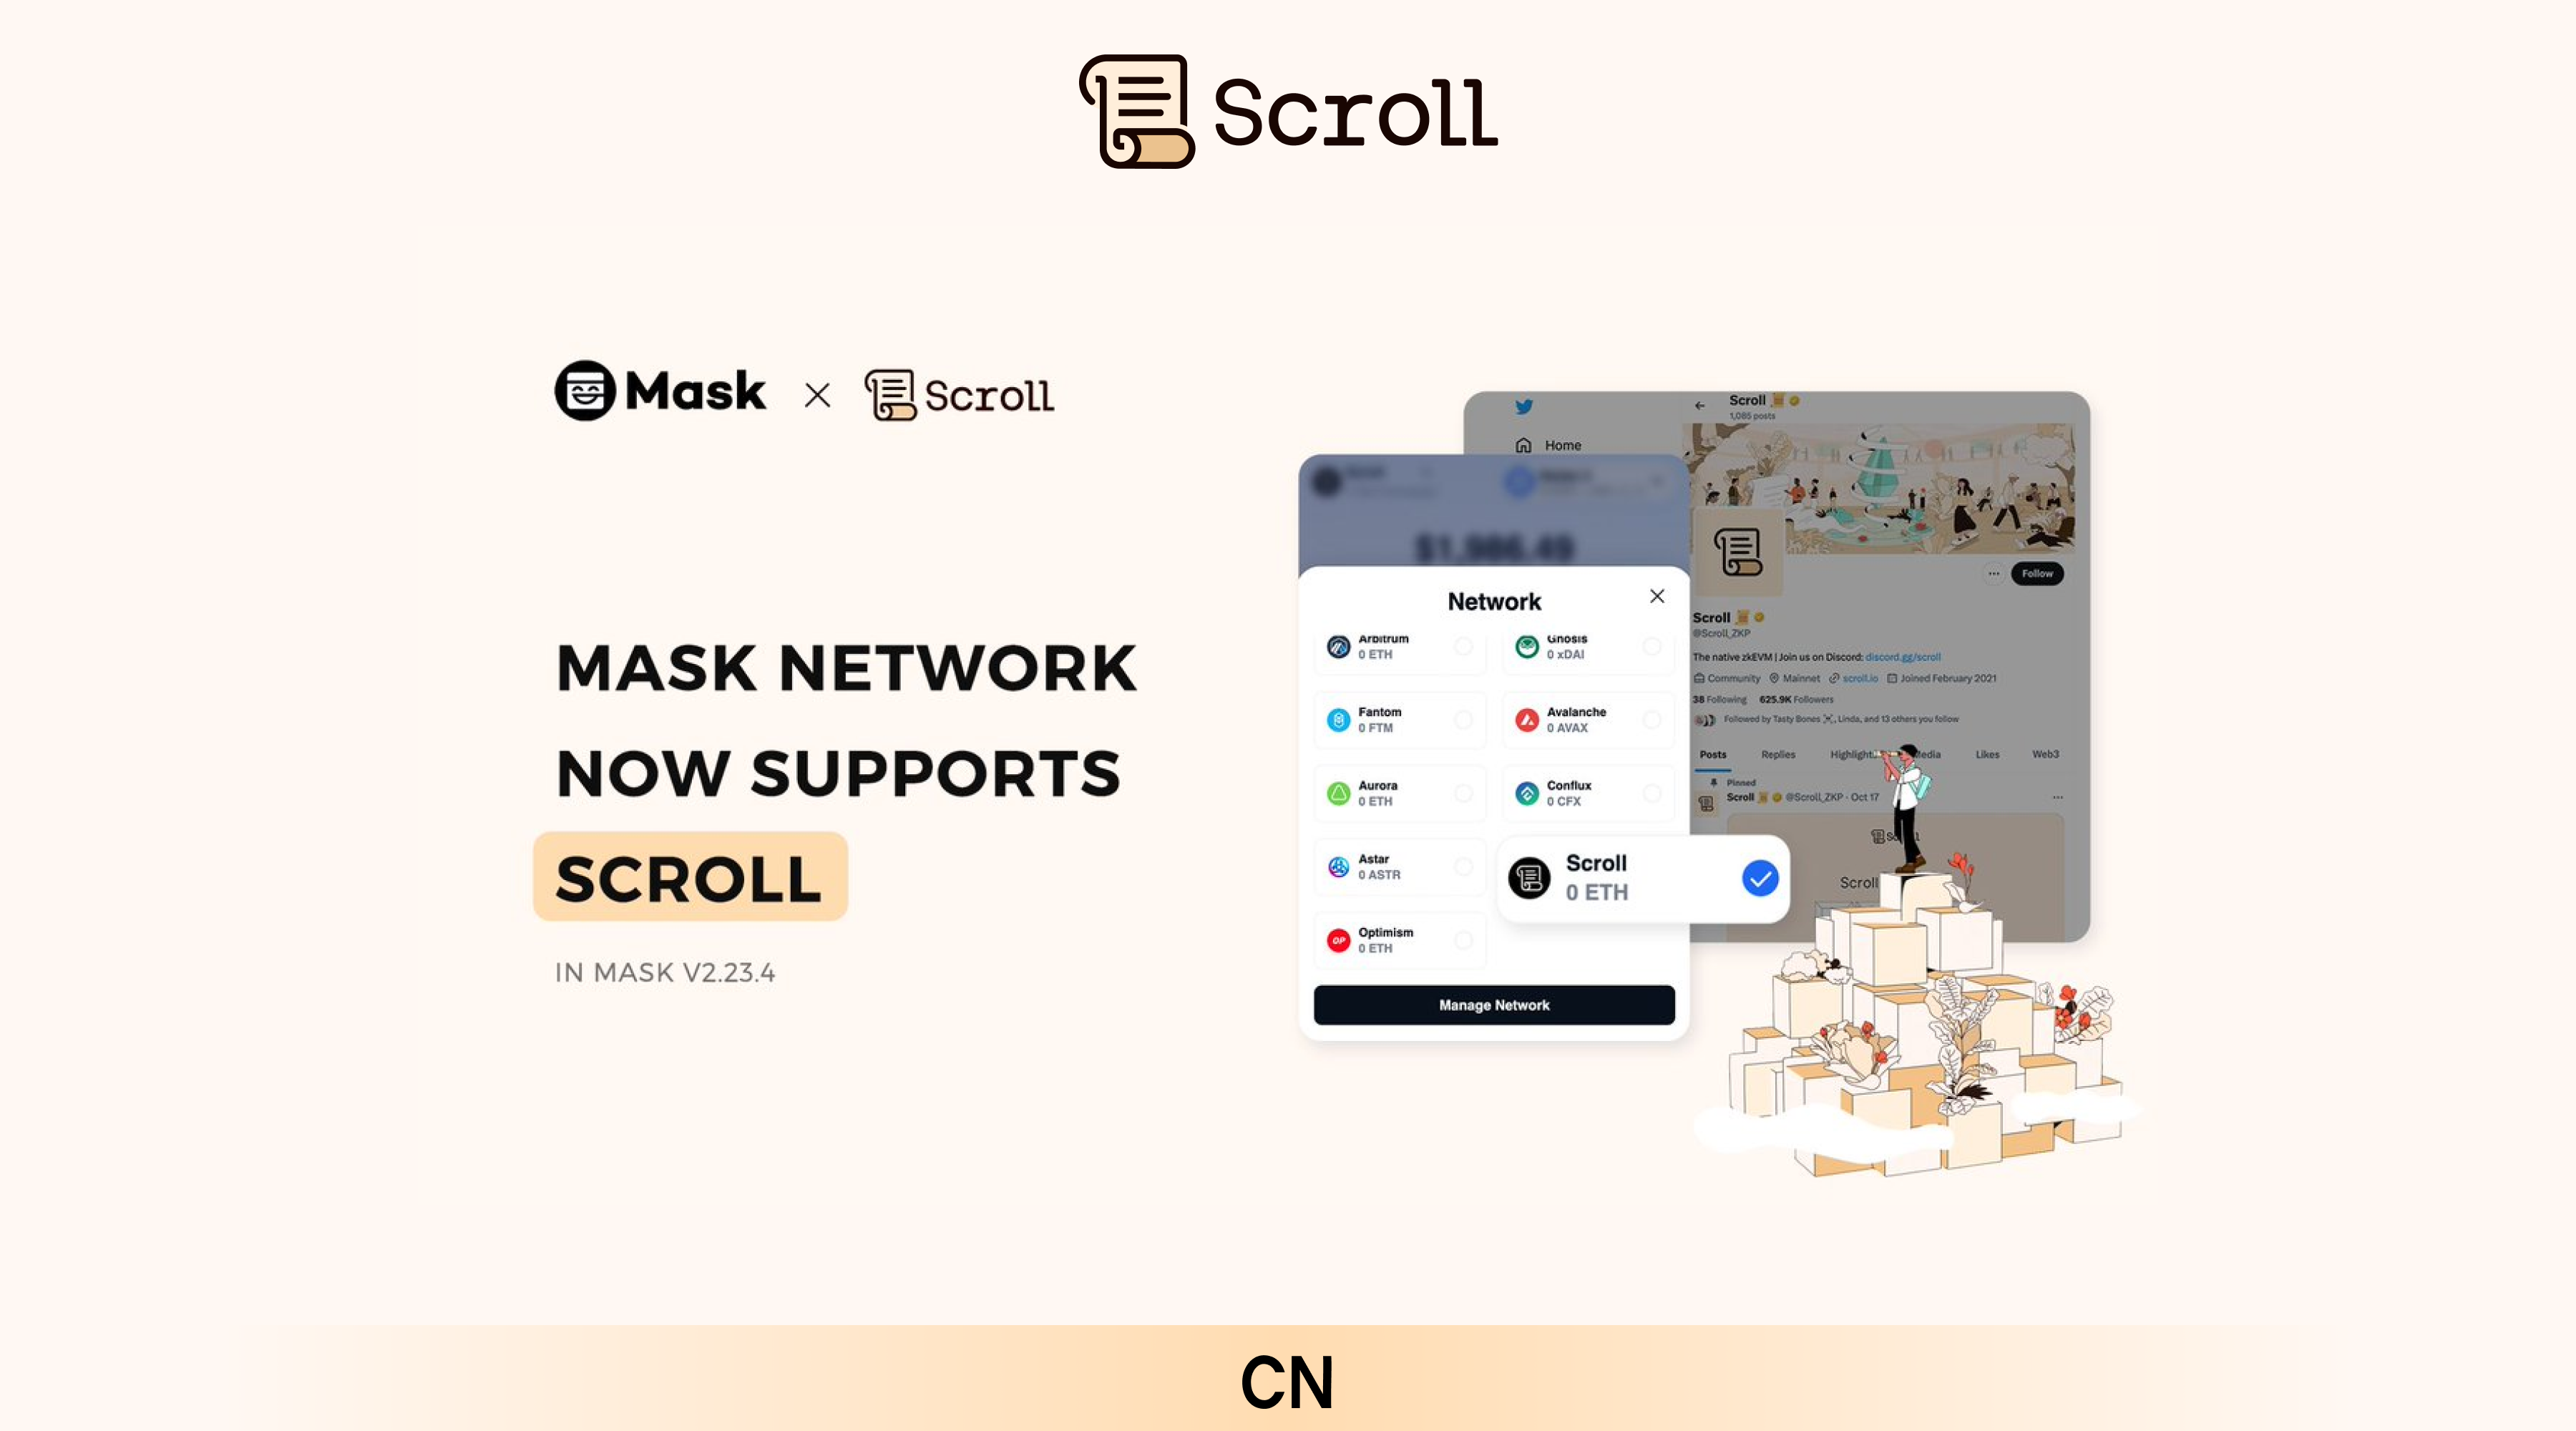 Scroll
Mask × Scroll
MASK NETWORK
NOW SUPPORTS
SCROLL
IN MASK V2.23.4
Home
Scroll
1,085 posts
Follow
Scroll
@Scroll_ZKP
The native zkEVM | Join us on Discord: discord.gg/scroll
Community Mainnet scroll.io Joined February 2021
38 Following 625.9K Followers
Followed by Tasty Bones, Linda, and 13 others you follow
Posts Replies Highlights Media Likes Web3
Pinned
Scroll @Scroll_ZKP · Oct 17
Scroll
$1,986.49
Network
Arbitrum
0 ETH
Gnosis
0 xDAI
Fantom
0 FTM
Avalanche
0 AVAX
Aurora
0 ETH
Conflux
0 CFX
Astar
0 ASTR
Scroll
0 ETH
Optimism
0 ETH
Manage Network
OP
CN